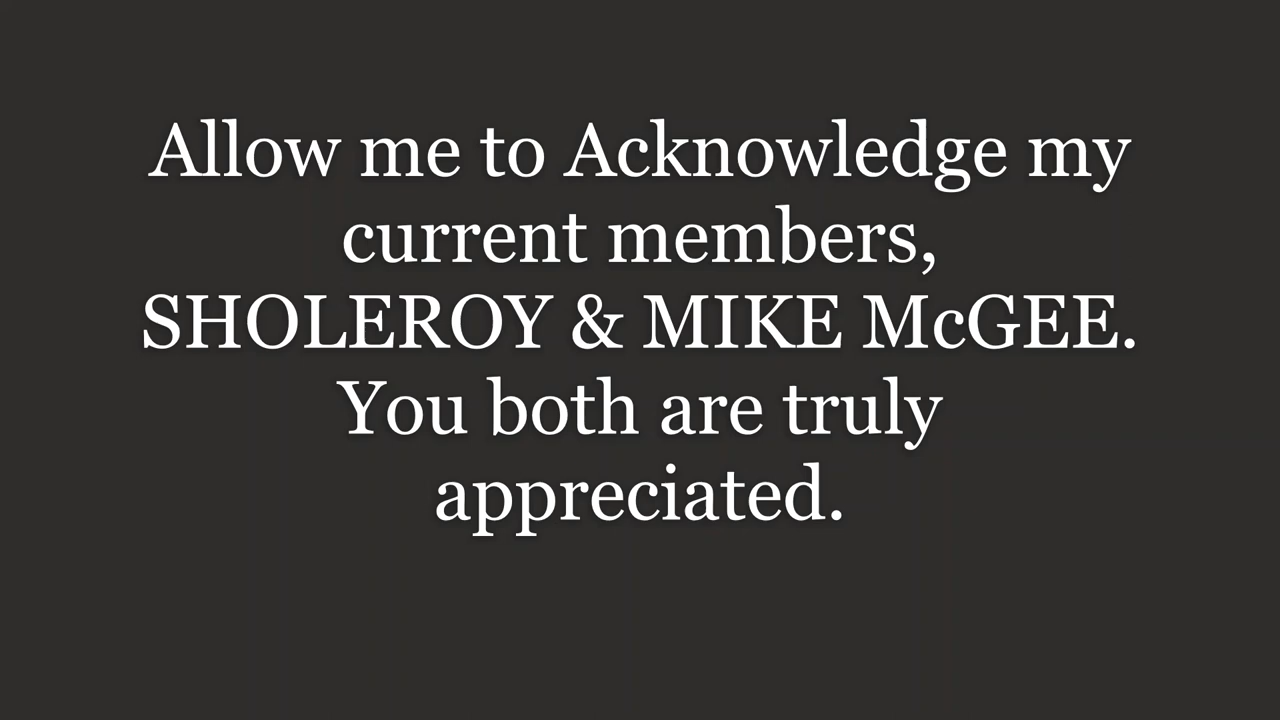 Allow me to Acknowledge my
current members,
SHOLEROY & MIKE McGEE.
You both are truly
appreciated.